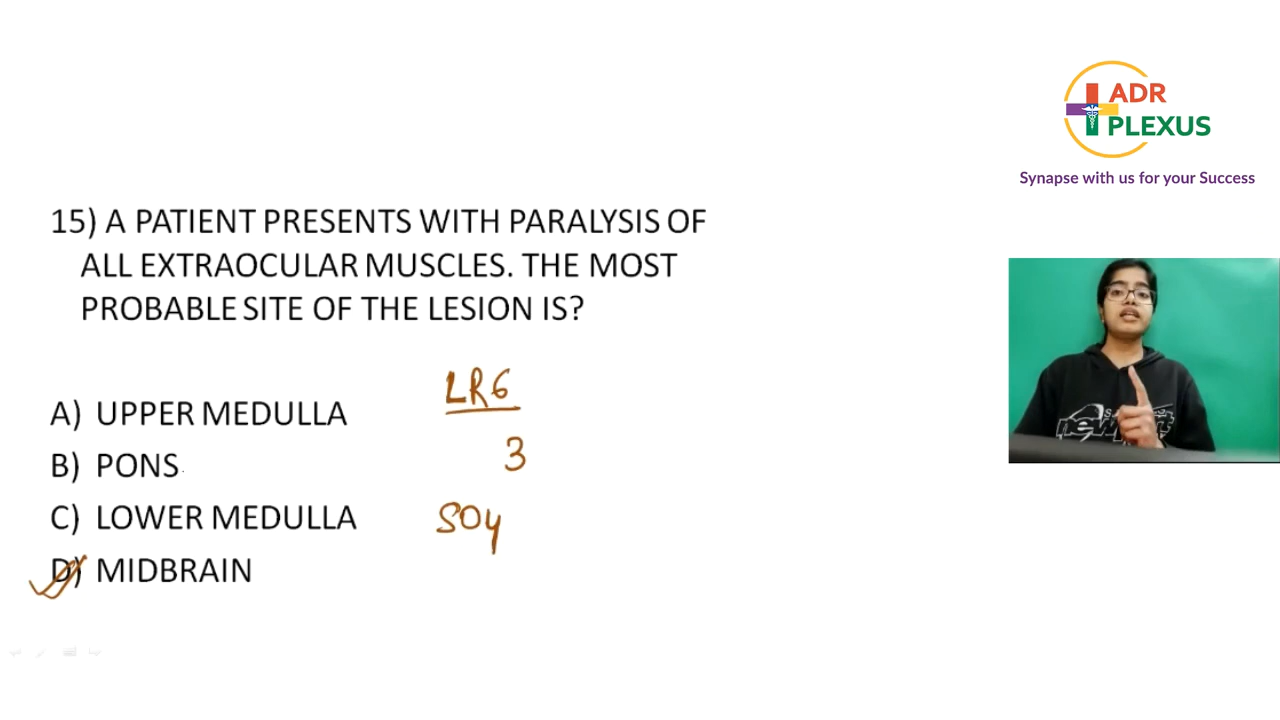 ADR
PLEXUS
Synapse with us for your Success
15) A PATIENT PRESENTS WITH PARALYSIS OF
ALL EXTRAOCULAR MUSCLES. THE MOST
PROBABLE SITE OF THE LESION IS?
LR6
A) UPPER MEDULLA
3
B) PONS
C) LOWER MEDULLA
SO4
D) MIDBRAIN